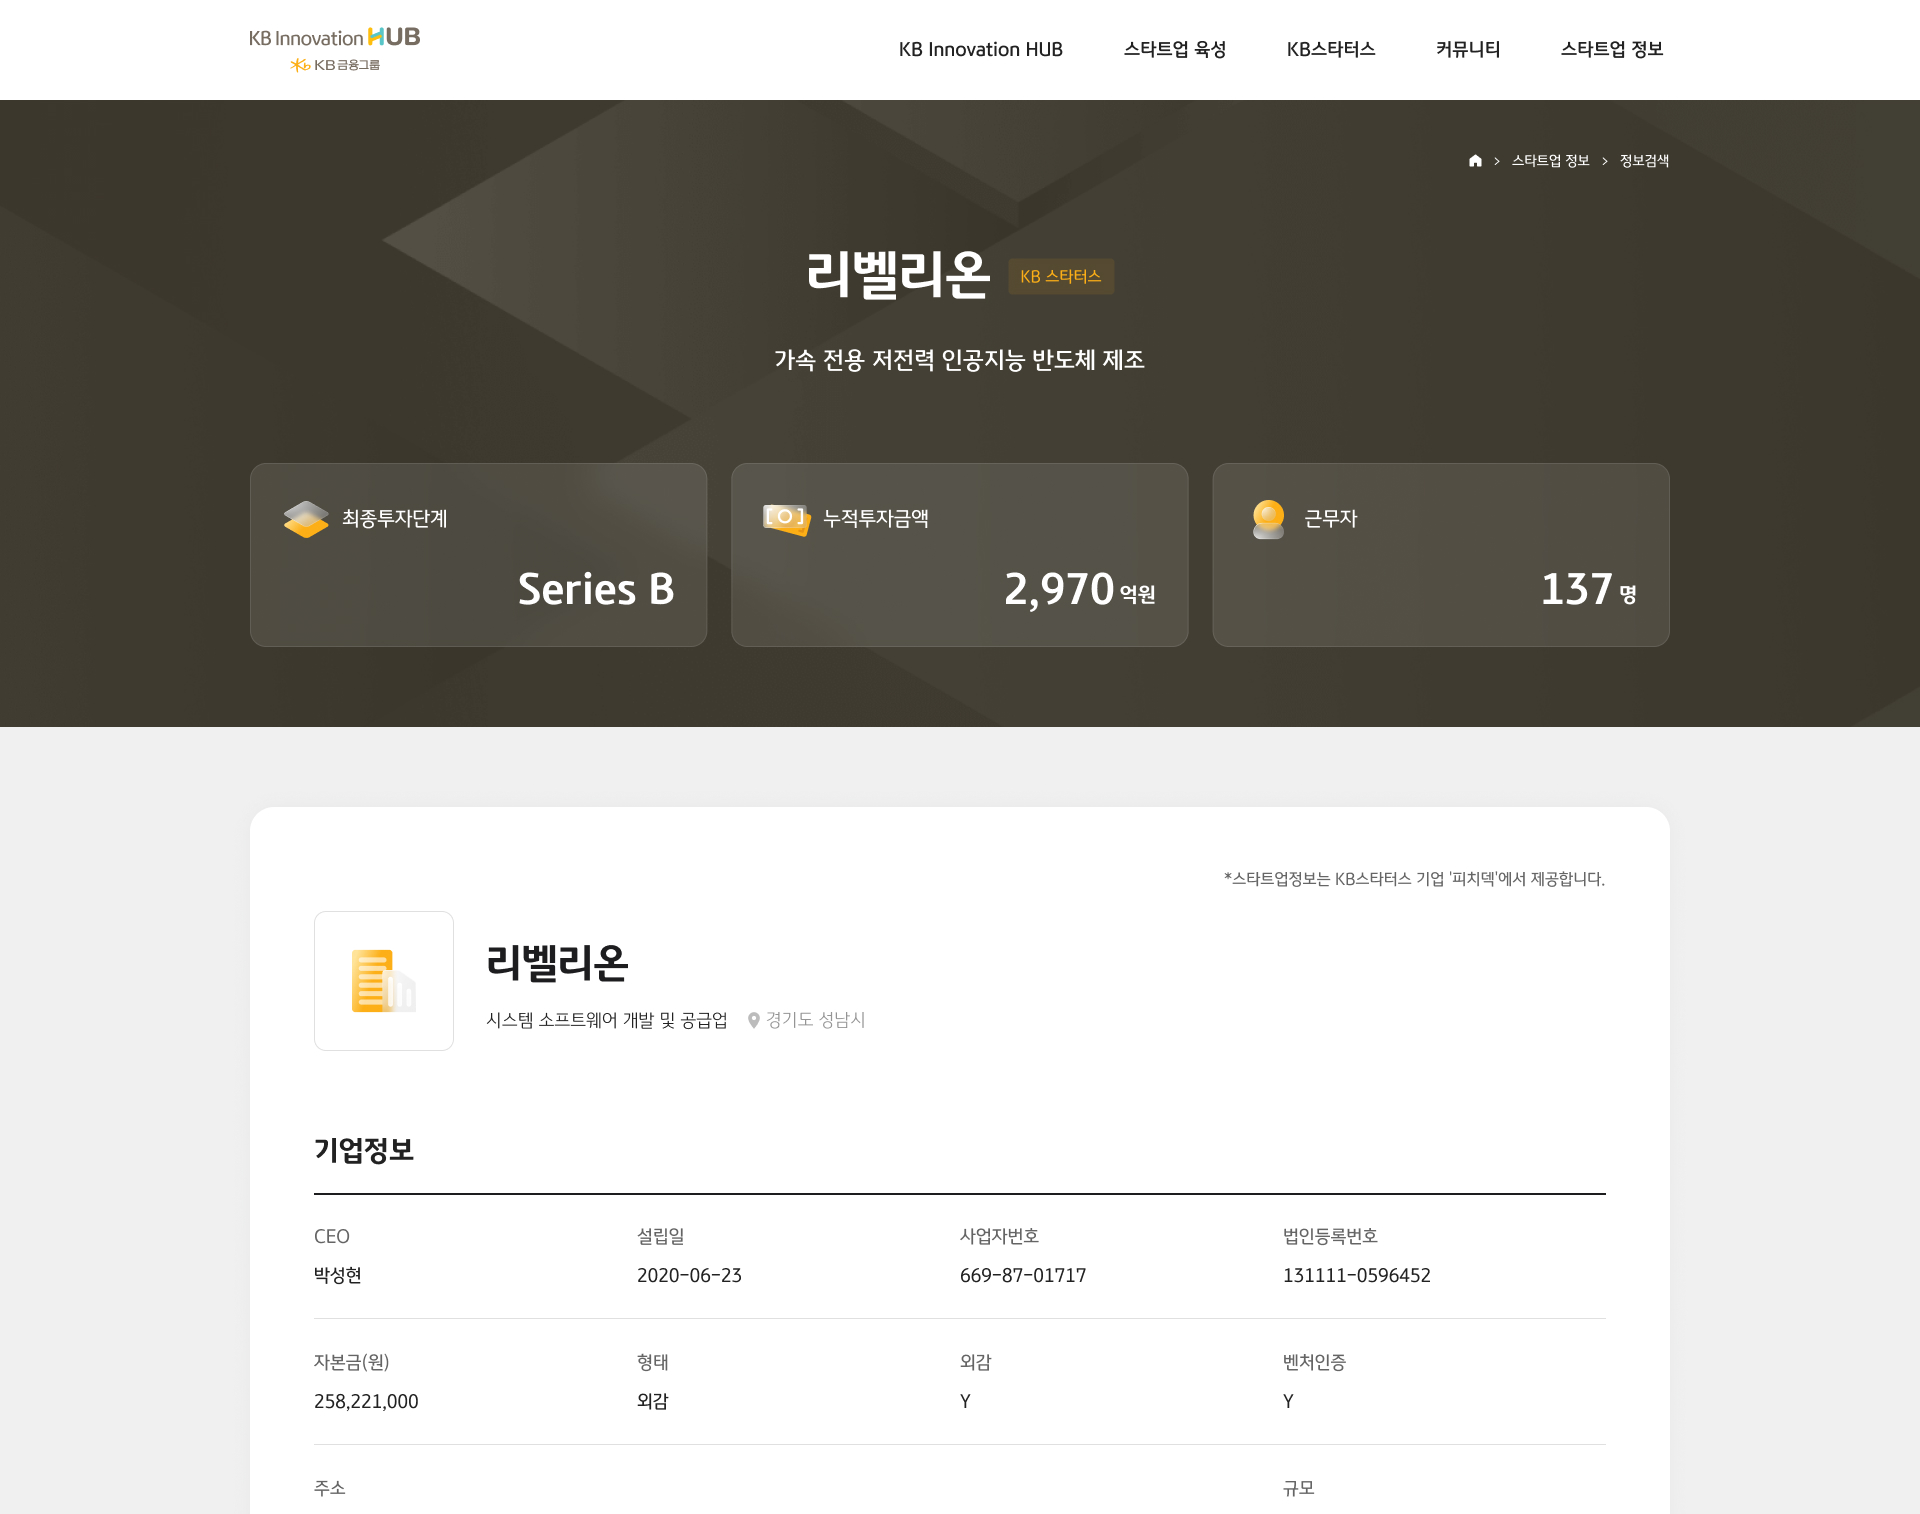 KB Innovation HUB
KB 금융그룹
KB Innovation HUB 스타트업 육성 KB스타터스 커뮤니티 스타트업 정보
> 스타트업 정보 > 정보검색
리벨리온 KB 스타터스
가속 전용 저전력 인공지능 반도체 제조
최종투자단계
Series B
누적투자금액
2,970 억원
근무자
137 명
*스타트업정보는 KB스타터스 기업 '피치덱'에서 제공합니다.
리벨리온
시스템 소프트웨어 개발 및 공급업 경기도 성남시
기업정보
CEO 설립일 사업자번호 법인등록번호
박성현 2020-06-23 669-87-01717 131111-0596452
자본금(원) 형태 외감 벤처인증
258,221,000 외감 Y Y
주소 규모